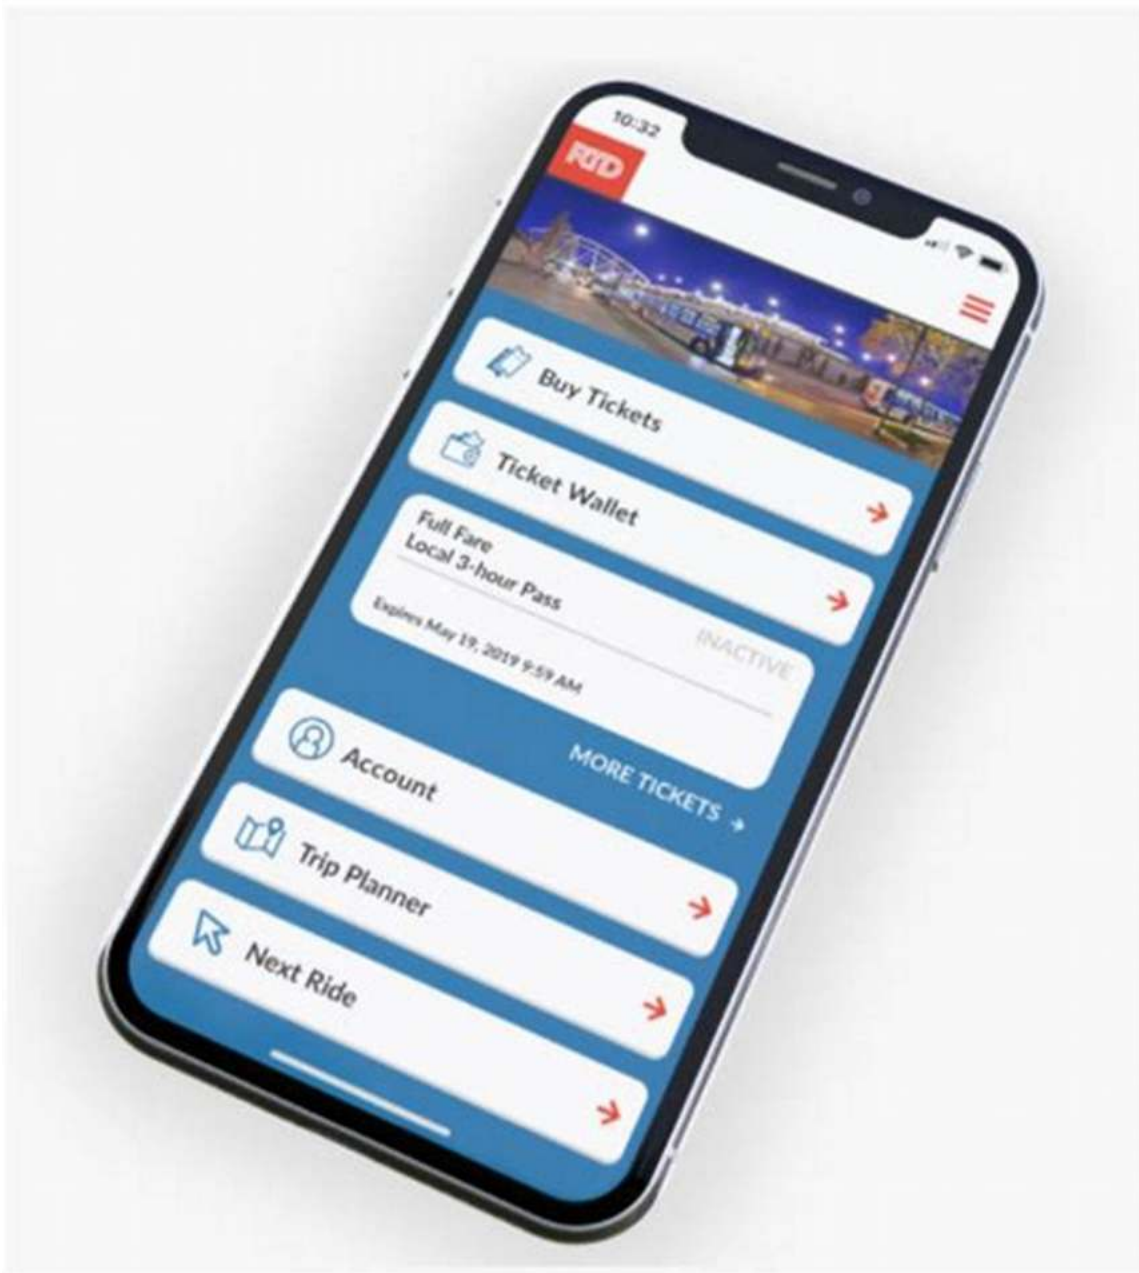 10:32
RTD
Buy Tickets
Ticket Wallet
Full Fare
Local 3-hour Pass
INACTIVE
Expires May 19, 2019 9:59 AM
MORE TICKETS
Account
Trip Planner
Next Ride